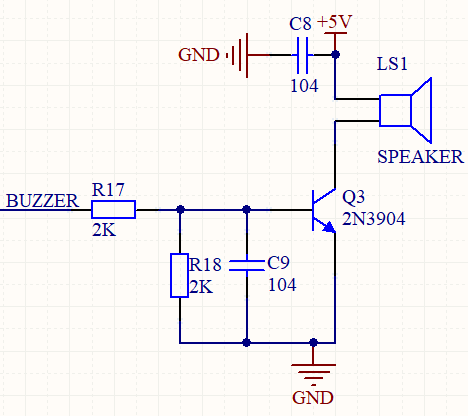 C8 +5V
GND
104
LS1
SPEAKER
BUZZER
R17
2K
Q3
2N3904
R18
2K
C9
104
GND